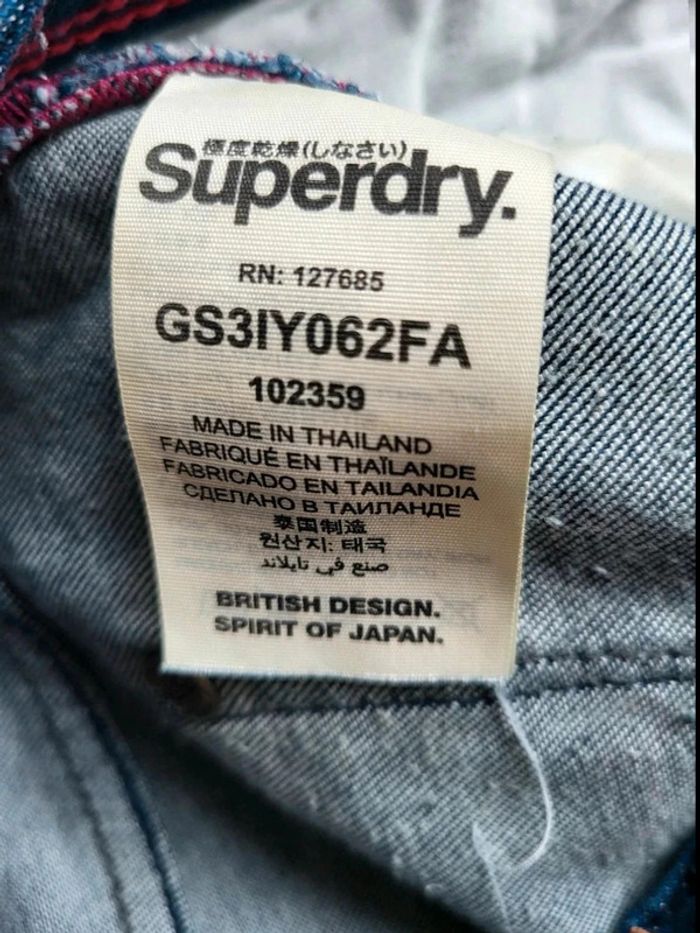 極度乾燥(しなさい)
Superdry.
RN: 127685
GS3IY062FA
102359
MADE IN THAILAND
FABRIQUÉ EN THAÏLANDE
FABRICADO EN TAILANDIA
СДЕЛАНО В ТАИЛАНДЕ
泰国制造
원산지: 태국
صنع في تايلاند
BRITISH DESIGN.
SPIRIT OF JAPAN.